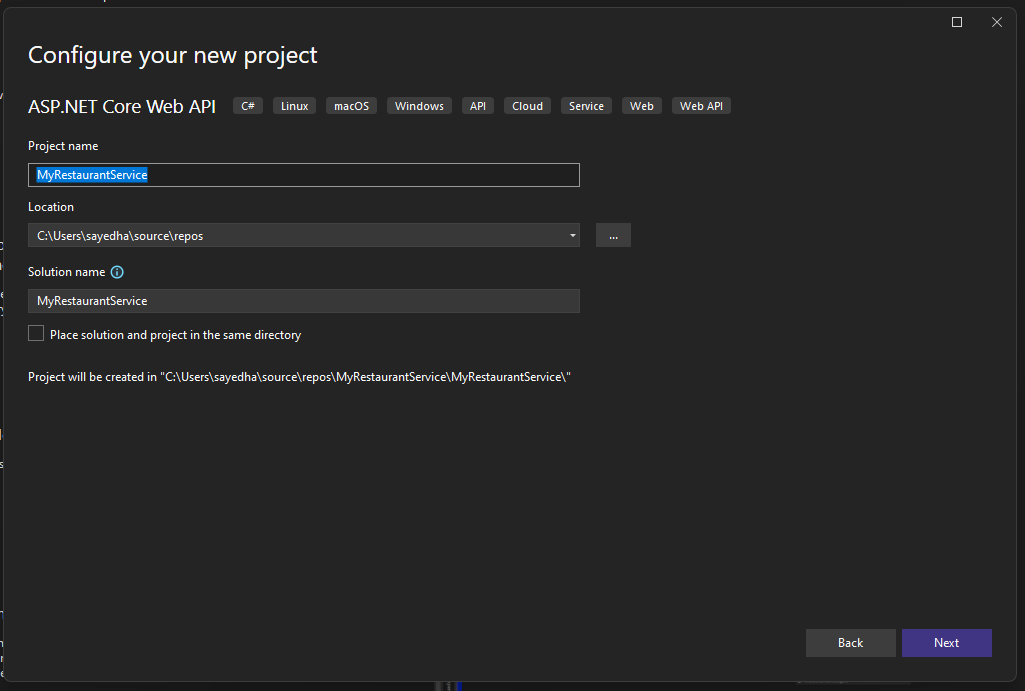 Configure your new project
ASP.NET Core Web API C# Linux macOS Windows API Cloud Service Web Web API
Project name
MyRestaurantService
Location
C:\Users\sayedha\source\repos
...
Solution name
MyRestaurantService
Place solution and project in the same directory
Project will be created in "C:\Users\sayedha\source\repos\MyRestaurantService\MyRestaurantService\"
Back Next